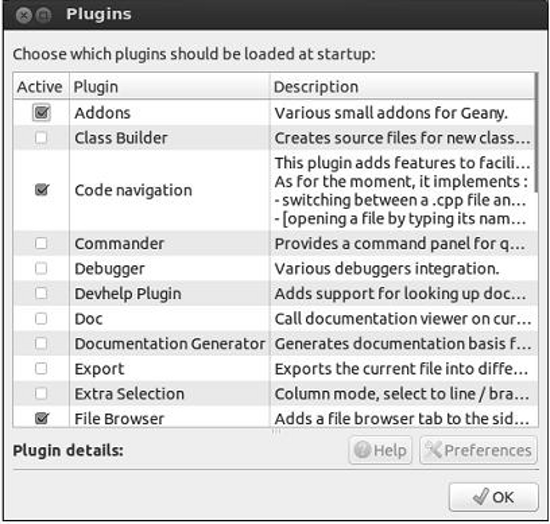 Plugins
Choose which plugins should be loaded at startup:
Active Plugin Description
Addons Various small addons for Geany.
Class Builder Creates source files for new class...
This plugin adds features to facili...
As for the moment, it implements :
Code navigation
- switching between a .cpp file an...
- [opening a file by typing its nam...
Commander Provides a command panel for q...
Debugger Various debuggers integration.
Devhelp Plugin Adds support for looking up doc...
Doc Call documentation viewer on cur...
Documentation Generator Generates documentation basis f...
Export Exports the current file into diffe...
Extra Selection Column mode, select to line / bra...
File Browser Adds a file browser tab to the sid...
Plugin details: Help Preferences
OK